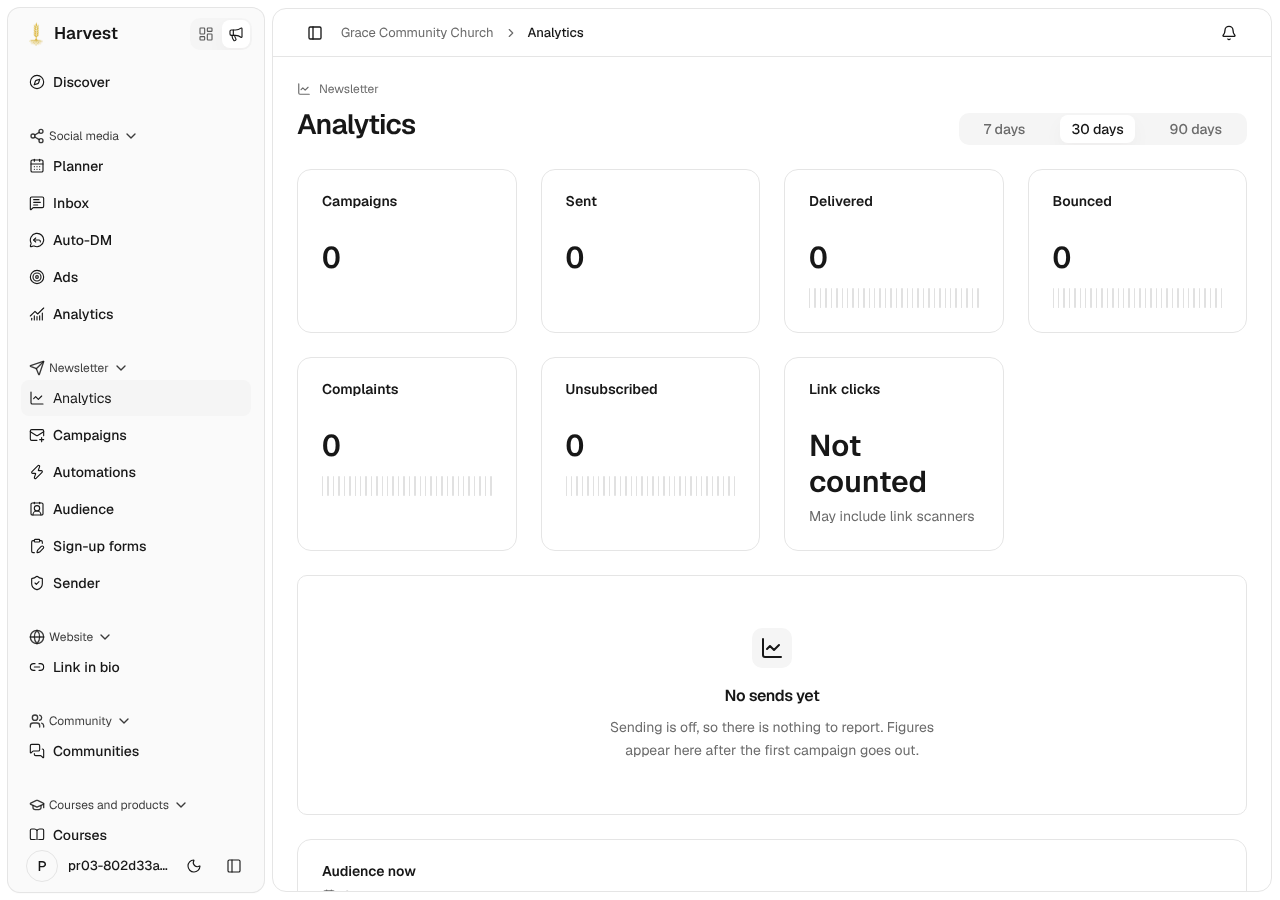 Harvest
Discover
Social media
Planner
Inbox
Auto-DM
Ads
Analytics
Newsletter
Analytics
Campaigns
Automations
Audience
Sign-up forms
Sender
Website
Link in bio
Community
Communities
Courses and products
Courses
P
pr03-802d33a...
Grace Community Church
Analytics
Newsletter
Analytics
7 days
30 days
90 days
Campaigns
0
Sent
0
Delivered
0
Bounced
0
Complaints
0
Unsubscribed
0
Link clicks
Not
counted
May include link scanners
No sends yet
Sending is off, so there is nothing to report. Figures
appear here after the first campaign goes out.
Audience now